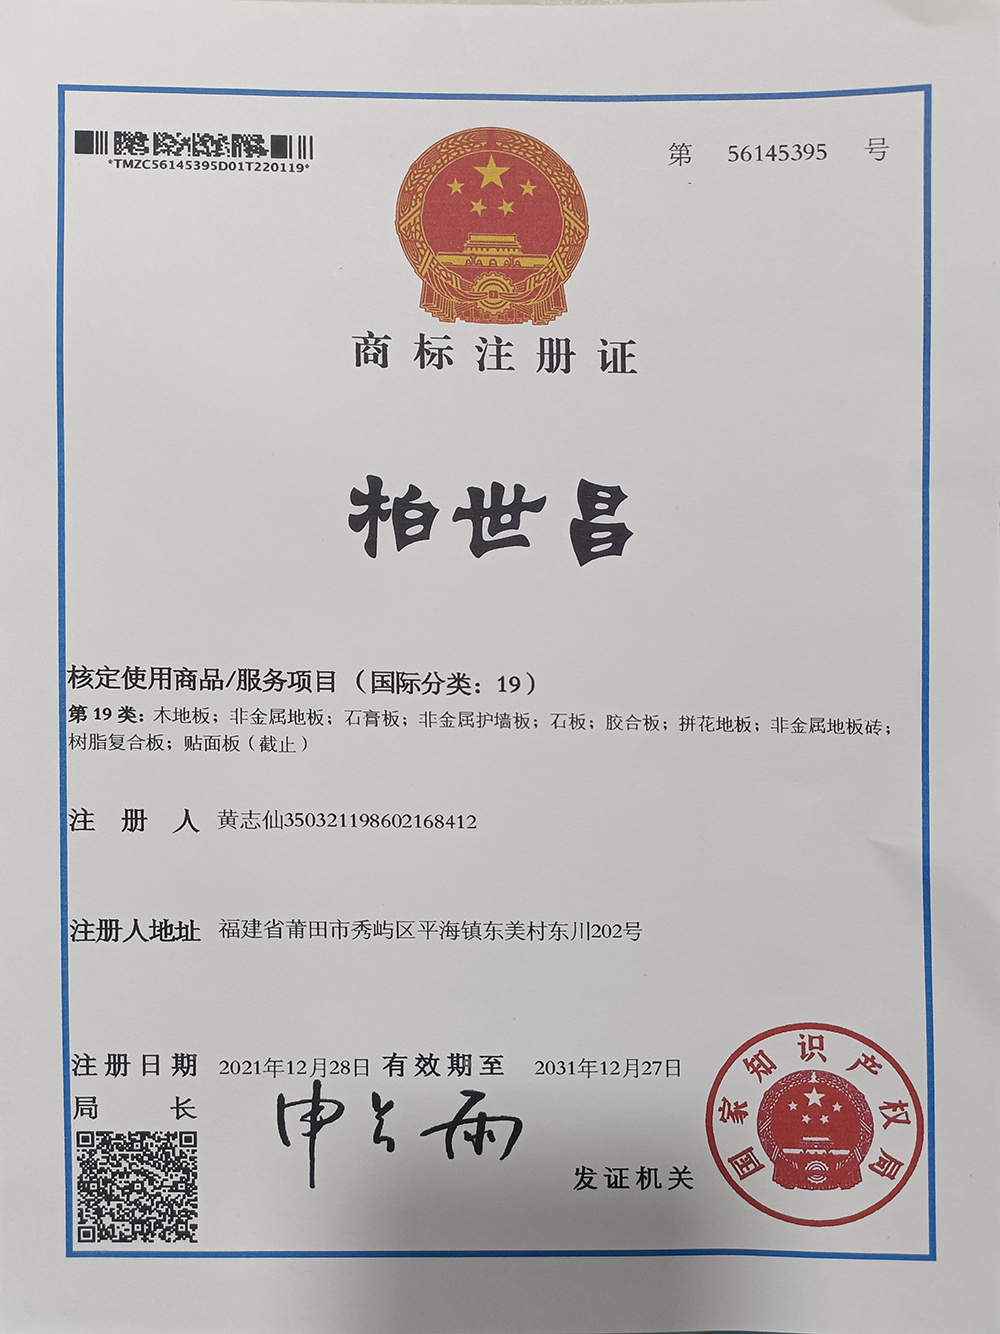 *TMZC56145395D01T220119*
第 56145395 号
商标注册证
柏世昌
核定使用商品/服务项目（国际分类：19）
第 19 类：木地板；非金属地板；石膏板；非金属护墙板；石板；胶合板；拼花地板；非金属地板砖；
树脂复合板；贴面板（截止）
注 册 人 黄志仙350321198602168412
注册人地址 福建省莆田市秀屿区平海镇东美村东川202号
注册日期 2021年12月28日 有效期至 2031年12月27日
局 长 申长雨
发证机关
国家知识产权局